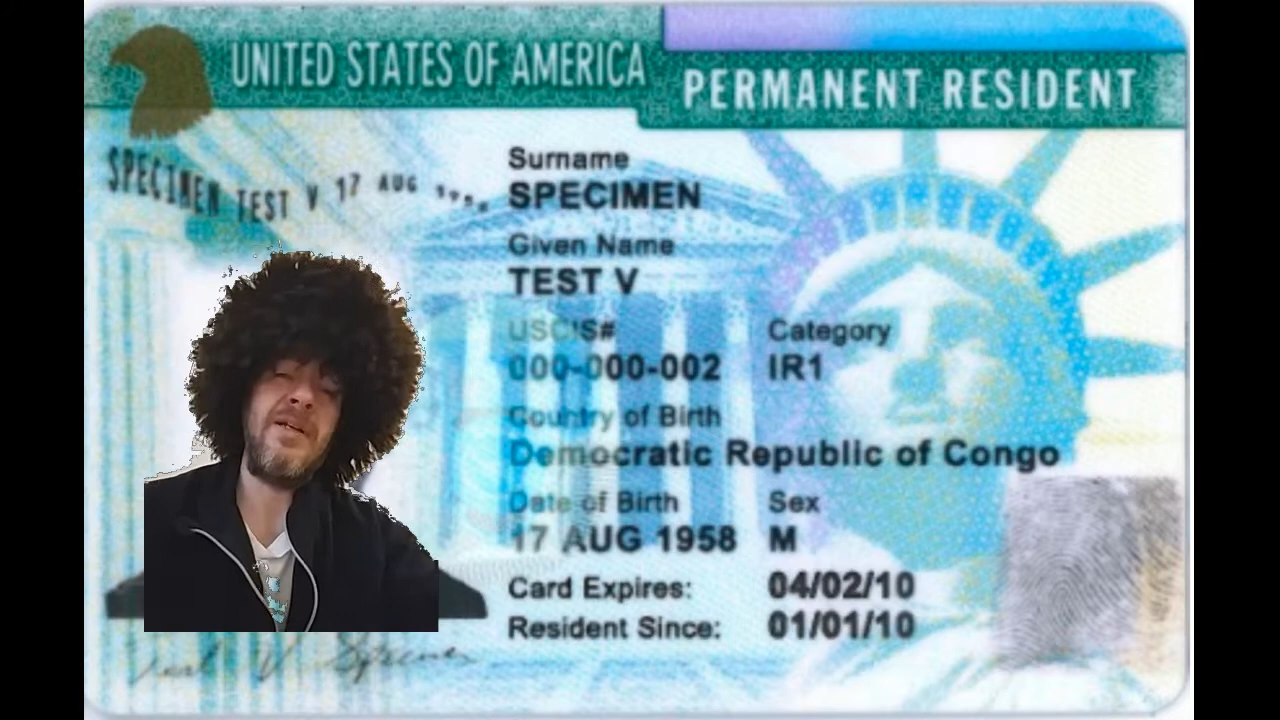 UNITED STATES OF AMERICA
PERMANENT RESIDENT
SPECIMEN TEST V 17 AUG
Surname
SPECIMEN
Given Name
TEST V
USCIS# Category
000-000-002 IR1
Country of Birth
Democratic Republic of Congo
Date of Birth Sex
17 AUG 1958 M
Card Expires: 04/02/10
Resident Since: 01/01/10
Test V Specimen